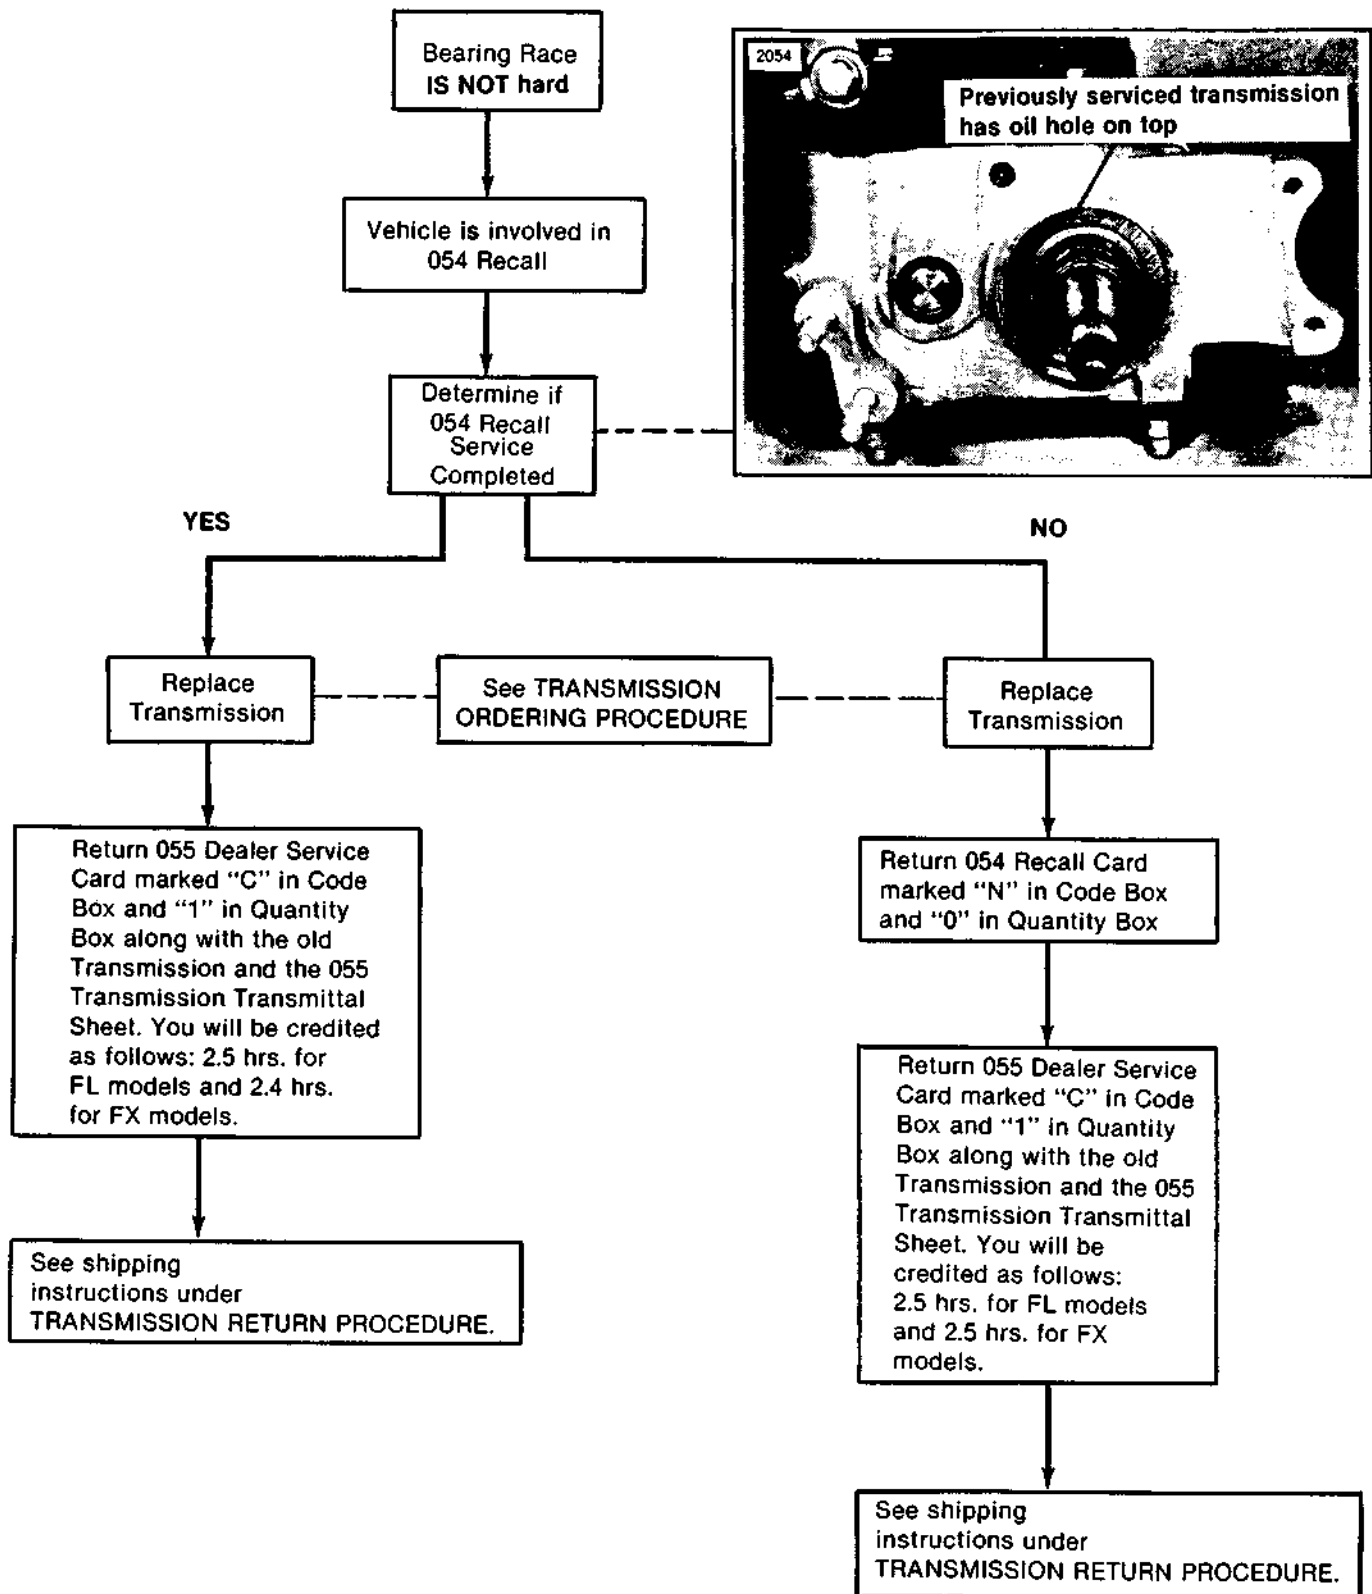 Bearing Race
IS NOT hard
2054
Previously serviced transmission
has oil hole on top
Vehicle is involved in
054 Recall
Determine if
054 Recall
Service
Completed
YES
NO
Replace
Transmission
See TRANSMISSION
ORDERING PROCEDURE
Replace
Transmission
Return 055 Dealer Service
Card marked "C" in Code
Box and "1" in Quantity
Box along with the old
Transmission and the 055
Transmission Transmittal
Sheet. You will be credited
as follows: 2.5 hrs. for
FL models and 2.4 hrs.
for FX models.
See shipping
instructions under
TRANSMISSION RETURN PROCEDURE.
Return 054 Recall Card
marked "N" in Code Box
and "0" in Quantity Box
Return 055 Dealer Service
Card marked "C" in Code
Box and "1" in Quantity
Box along with the old
Transmission and the 055
Transmission Transmittal
Sheet. You will be
credited as follows:
2.5 hrs. for FL models
and 2.5 hrs. for FX
models.
See shipping
instructions under
TRANSMISSION RETURN PROCEDURE.